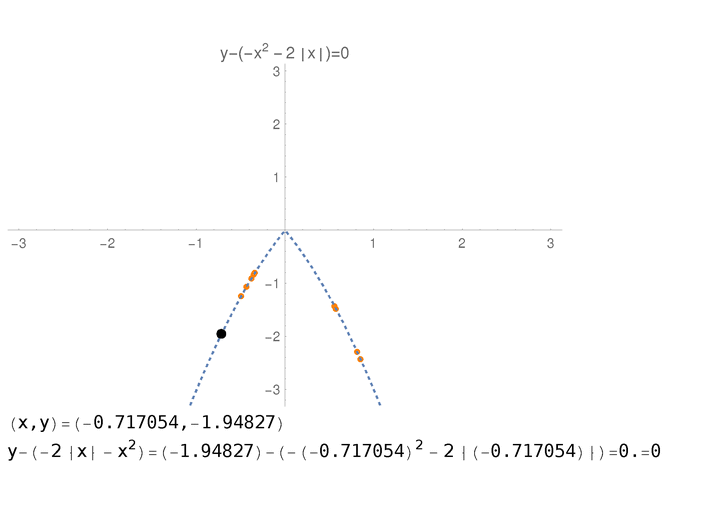 y−(−x² − 2 |x|)=0
3
2
1
−3 −2 −1 1 2 3
−1
−2
−3
(x,y)=(−0.717054,−1.94827)
y−(−2 |x| − x²)=(−1.94827)−(−(−0.717054)² − 2 |(−0.717054)|)=0.=0